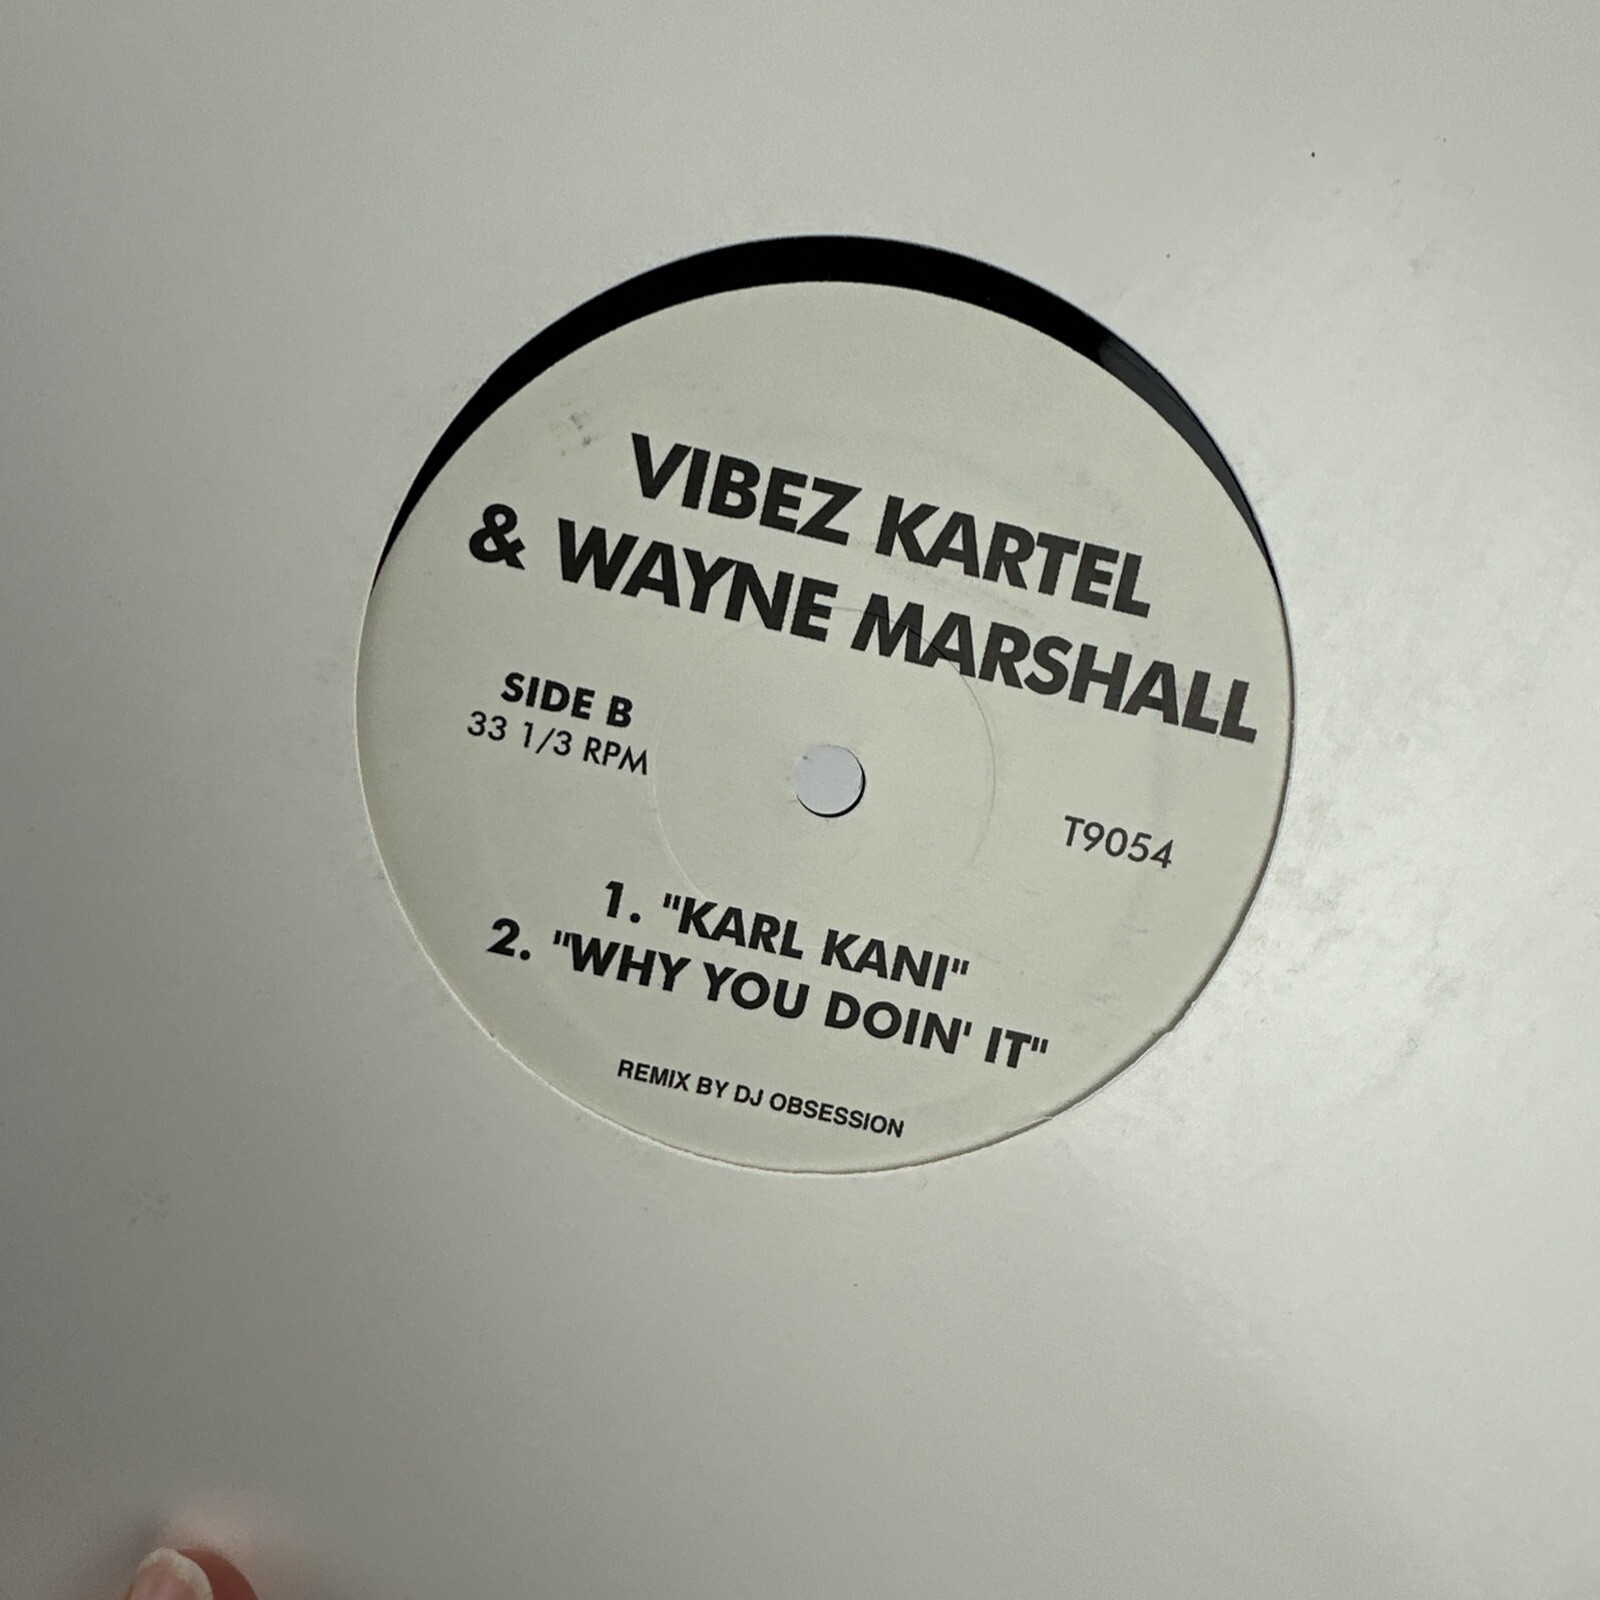 VIBEZ KARTEL
& WAYNE MARSHALL
SIDE B
33 1/3 RPM
T9054
1. "KARL KANI"
2. "WHY YOU DOIN' IT"
REMIX BY DJ OBSESSION